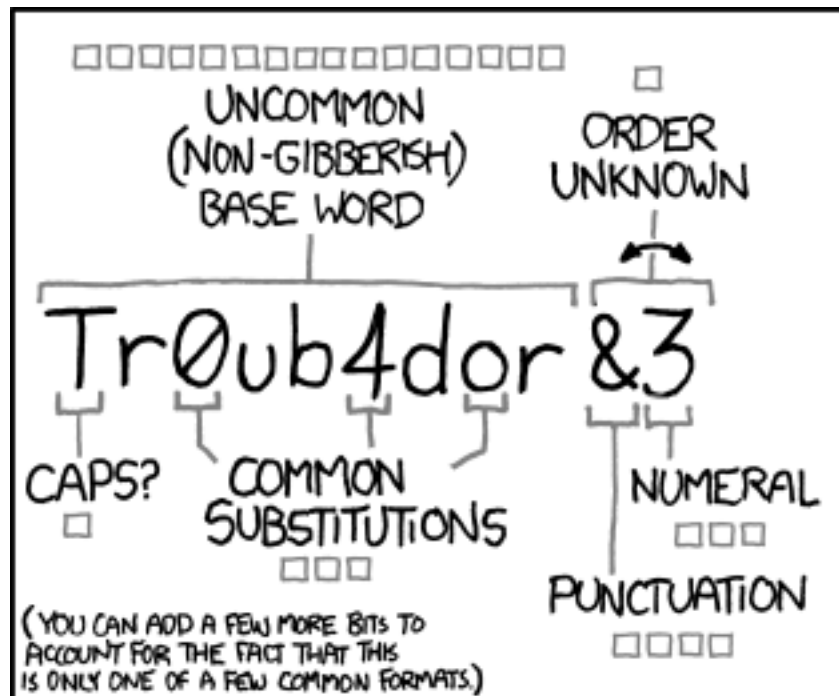 UNCOMMON
(NON-GIBBERISH)
BASE WORD
ORDER
UNKNOWN
Tr0ub4dor &3
CAPS?
COMMON
SUBSTITUTIONS
NUMERAL
PUNCTUATION
(YOU CAN ADD A FEW MORE BITS TO
ACCOUNT FOR THE FACT THAT THIS
IS ONLY ONE OF A FEW COMMON FORMATS.)